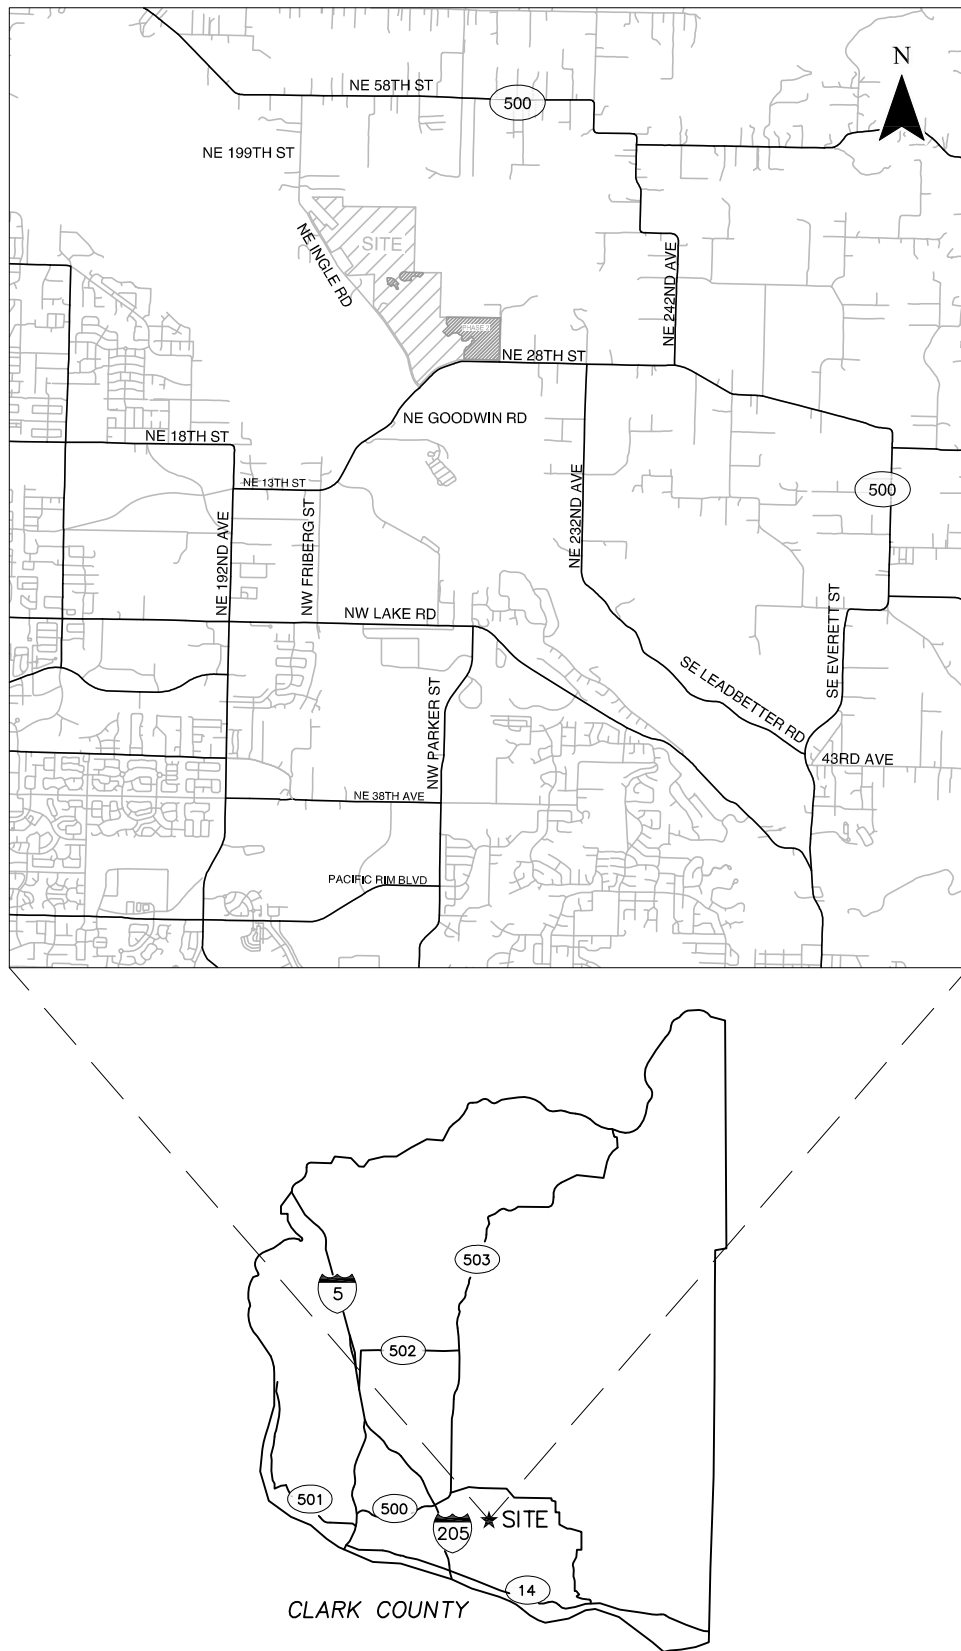 N
NE 58TH ST
500
NE 199TH ST
SITE
NE INGLE RD
NE 242ND AVE
PHASE 2
NE 28TH ST
NE GOODWIN RD
NE 18TH ST
NE 13TH ST
500
NE 232ND AVE
NE 192ND AVE
NW FRIBERG ST
NW LAKE RD
SE EVERETT ST
SE LEADBETTER RD
NW PARKER ST
43RD AVE
NE 38TH AVE
PACIFIC RIM BLVD
503
5
502
501
500
205
SITE
14
CLARK COUNTY